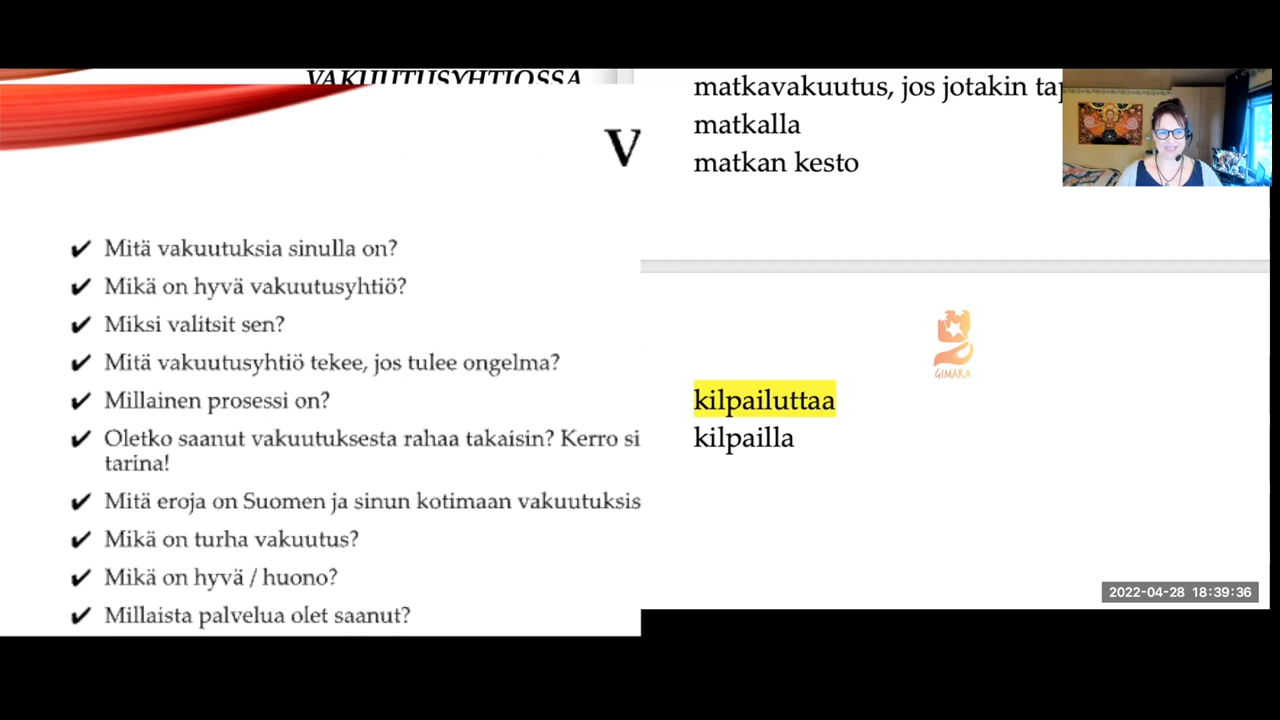 VAKUUTUSYHTIÖSSÄ
V
Mitä vakuutuksia sinulla on?
Mikä on hyvä vakuutusyhtiö?
Miksi valitsit sen?
Mitä vakuutusyhtiö tekee, jos tulee ongelma?
Millainen prosessi on?
Oletko saanut vakuutuksesta rahaa takaisin? Kerro si
tarina!
Mitä eroja on Suomen ja sinun kotimaan vakuutuksis
Mikä on turha vakuutus?
Mikä on hyvä / huono?
Millaista palvelua olet saanut?
matkavakuutus, jos jotakin tap
matkalla
matkan kesto
GIMARA
kilpailuttaa
kilpailla
2022-04-28 18:39:36